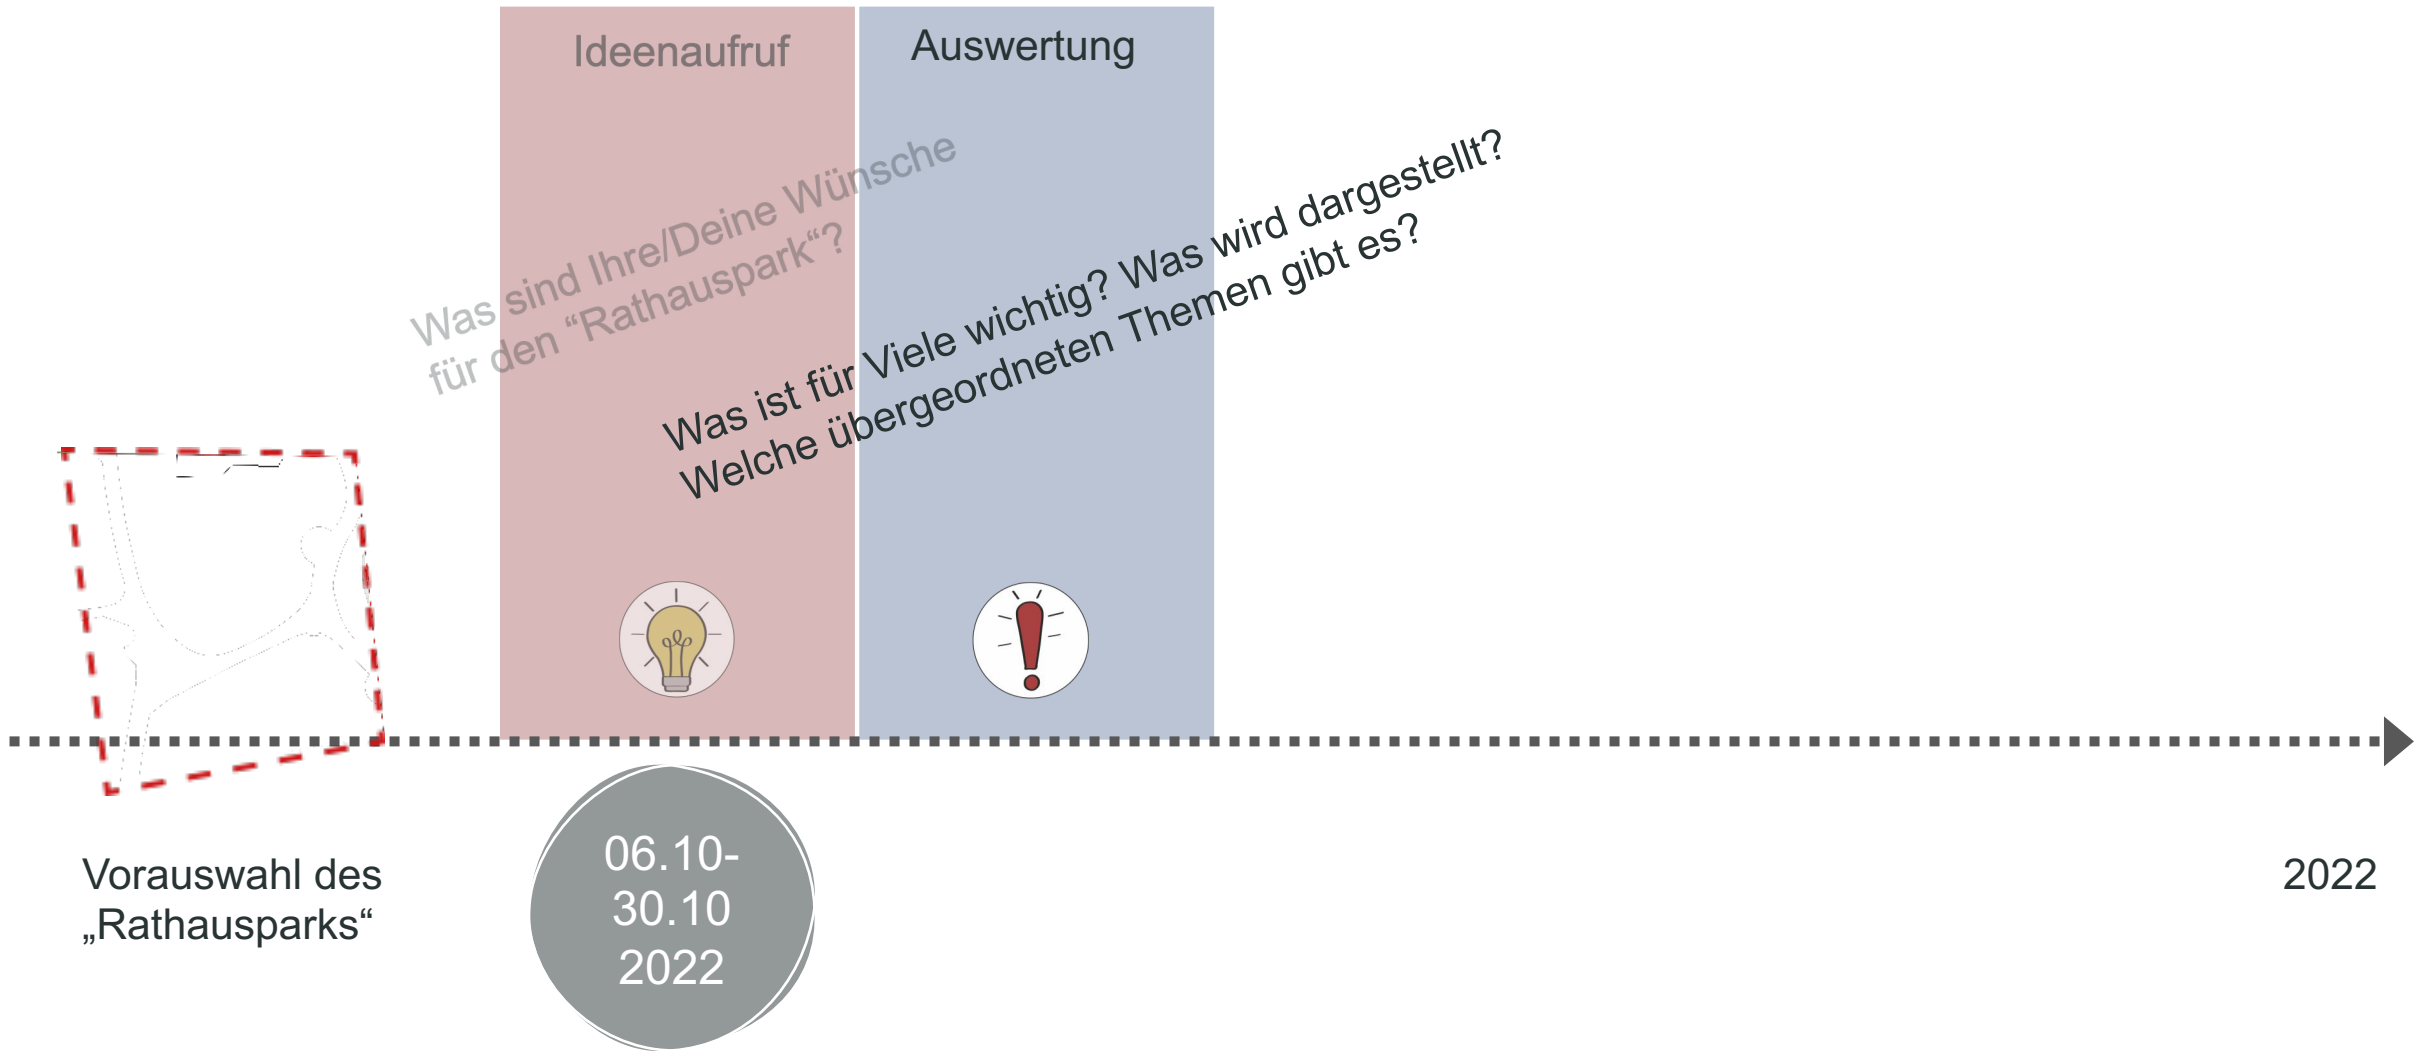 Ideenaufruf
Auswertung
Was sind Ihre/Deine Wünsche
für den “Rathauspark“?
Was ist für Viele wichtig? Was wird dargestellt?
Welche übergeordneten Themen gibt es?
06.10-
30.10
2022
Vorauswahl des
„Rathausparks“
2022